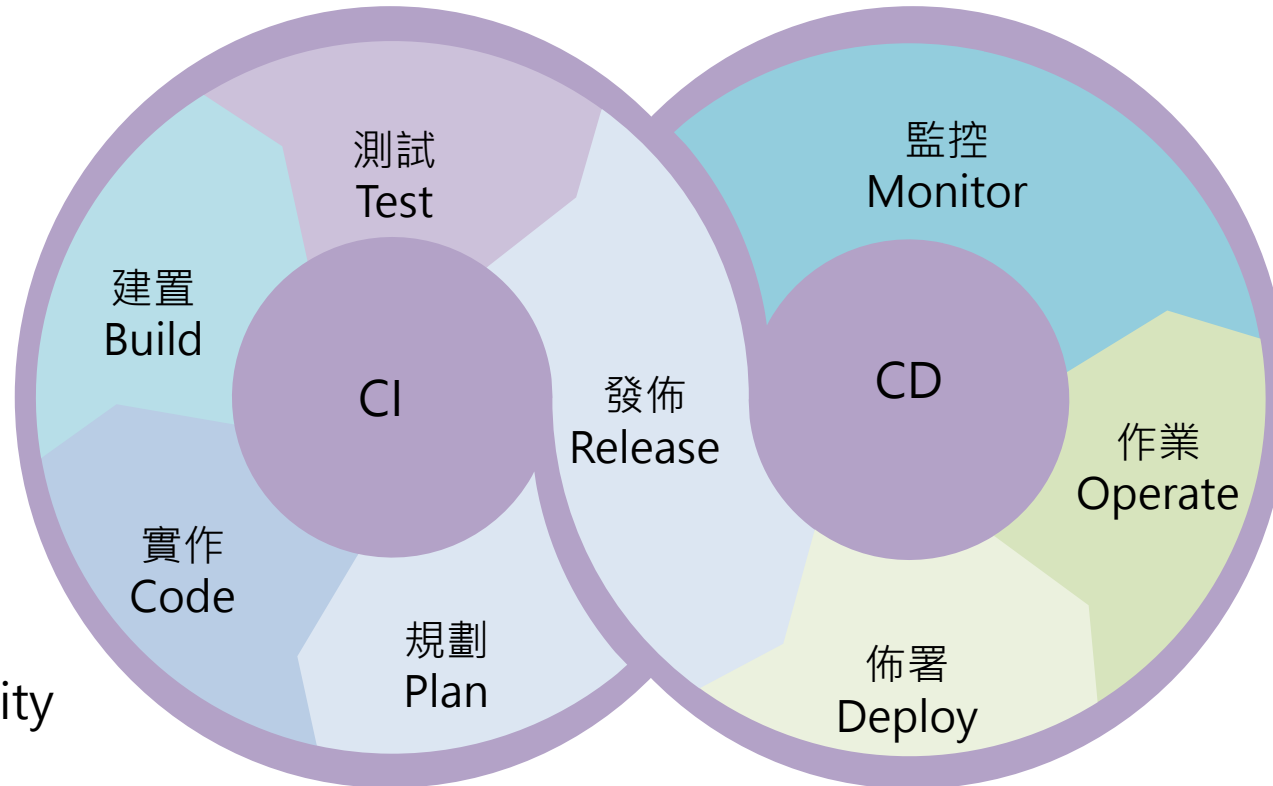 測試
Test
監控
Monitor
建置
Build
CI
CD
發佈
Release
作業
Operate
實作
Code
規劃
Plan
佈署
Deploy
ity